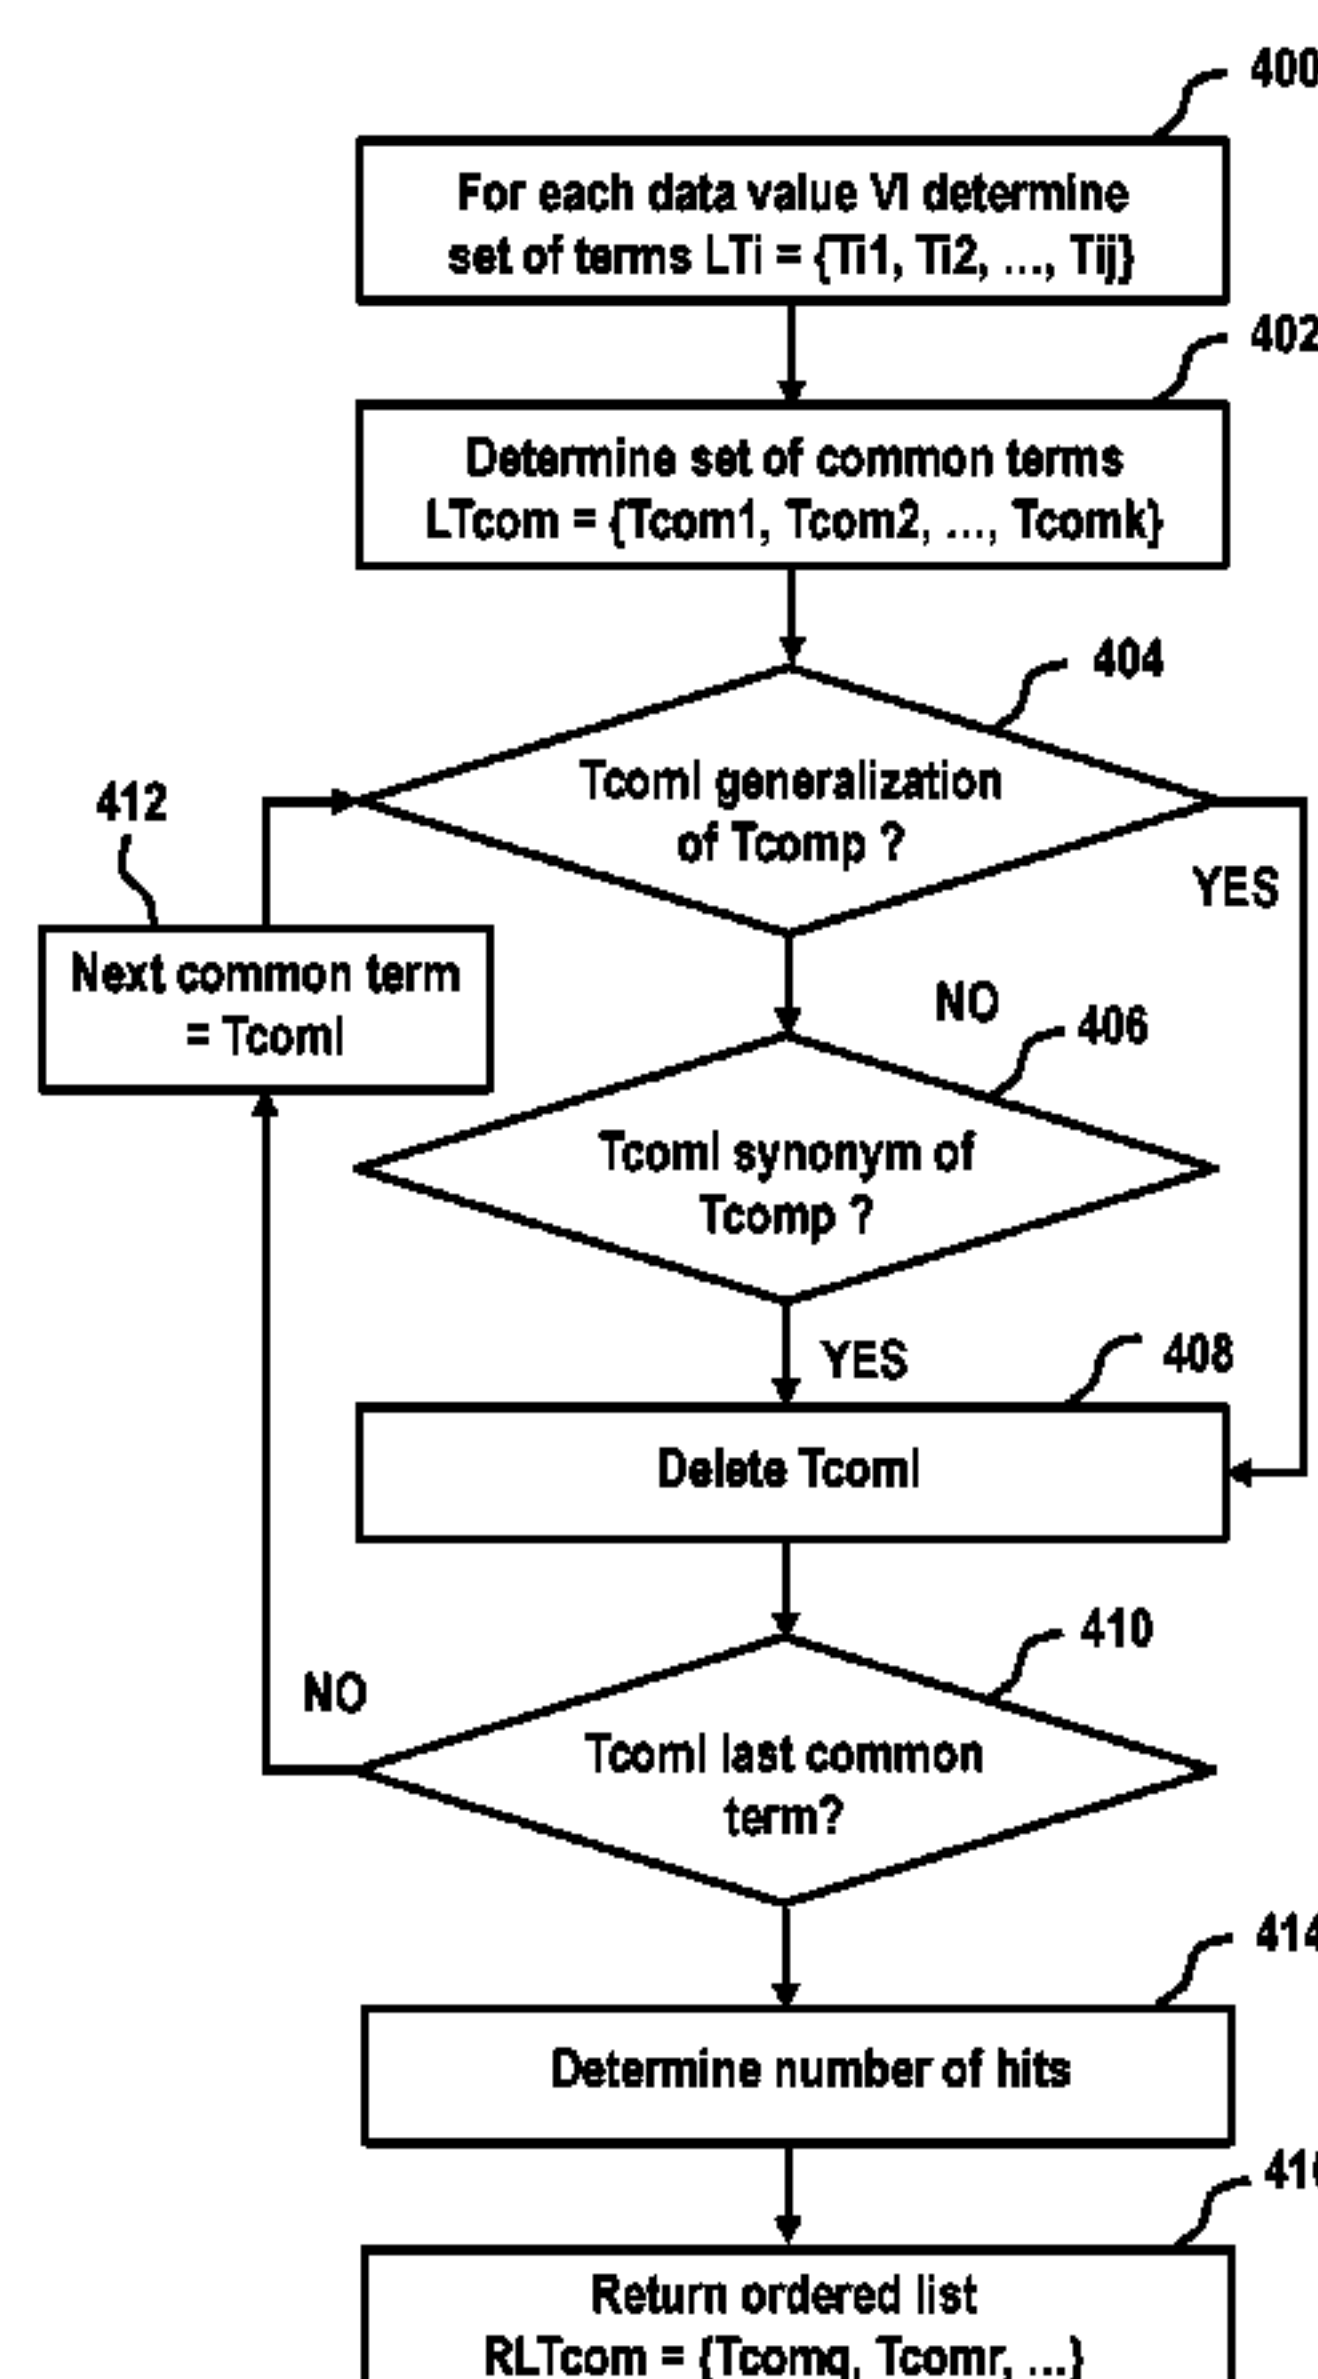 400
For each data value VI determine
set of terms LTi = {Ti1, Ti2, ..., Tij}
402
Determine set of common terms
LTcom = {Tcom1, Tcom2, ..., Tcomk}
404
Tcoml generalization
of Tcomp ?
YES
412
Next common term
= Tcoml
NO
406
Tcoml synonym of
Tcomp ?
YES
408
Delete Tcoml
410
NO
Tcoml last common
term?
414
Determine number of hits
Return ordered list
RLTcom = {Tcomq, Tcomr, ...}